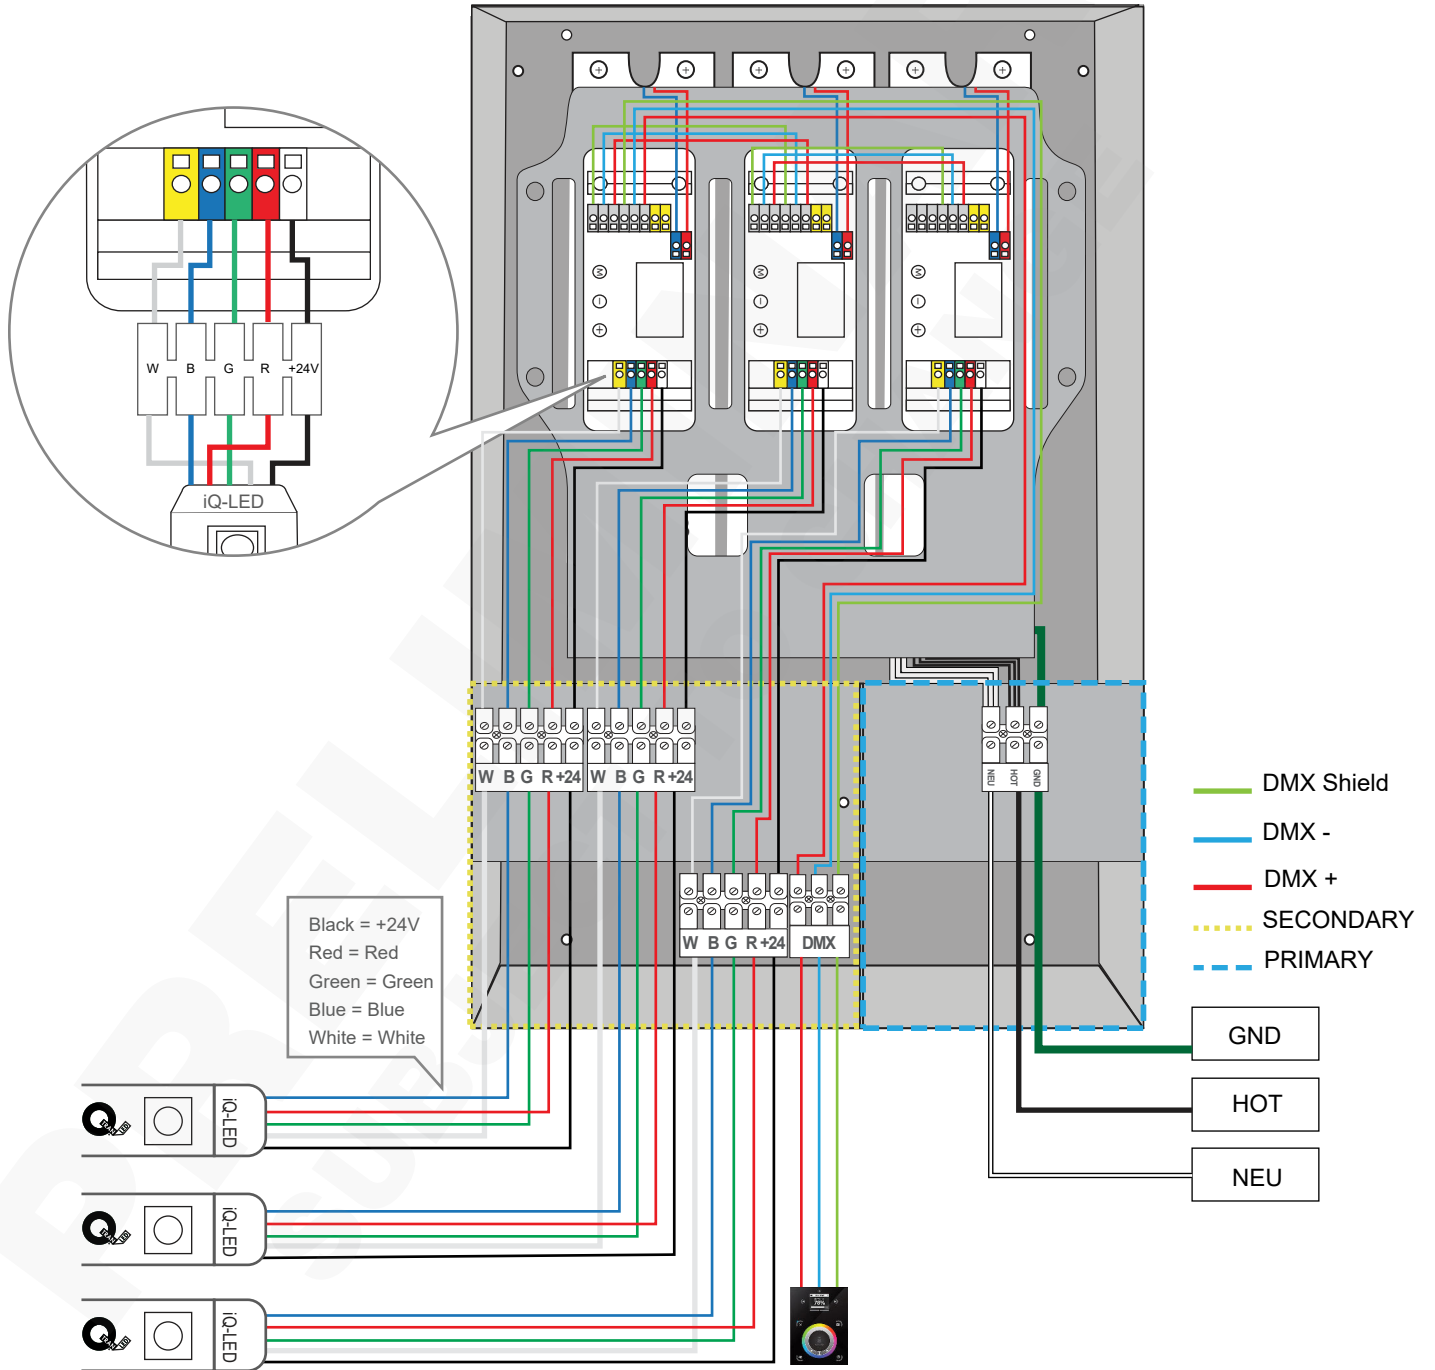 W B G R +24V
iQ-LED
M
−
+
M
−
+
M
−
+
W B G R +24 W B G R +24
NEU HOT GND
W B G R +24 DMX
DMX Shield
DMX -
DMX +
SECONDARY
PRIMARY
Black = +24V
Red = Red
Green = Green
Blue = Blue
White = White
GND
HOT
NEU
iQ-LED
iQ-LED
iQ-LED
78%